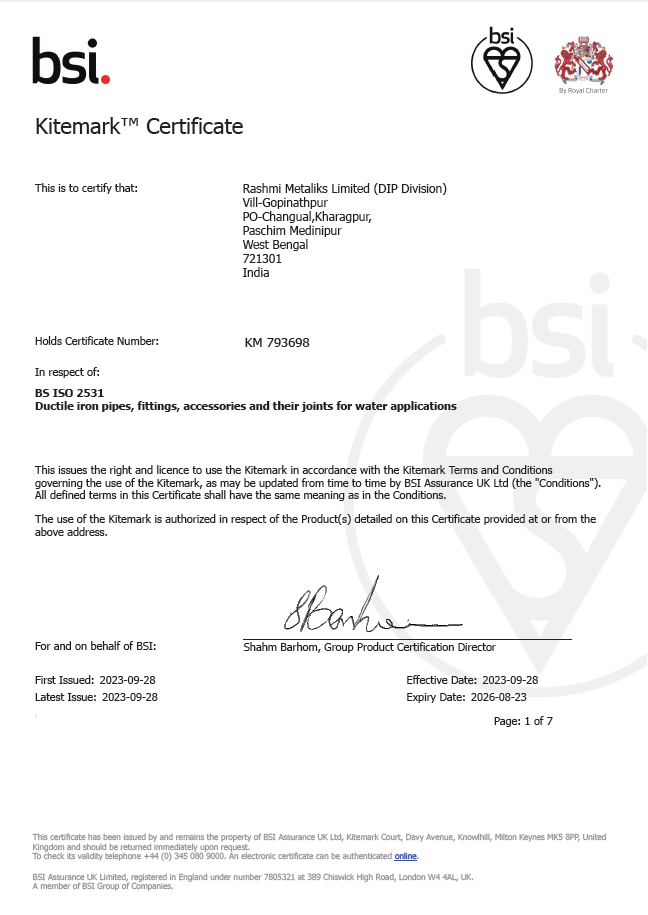 bsi.
bsi
By Royal Charter
Kitemark™ Certificate
This is to certify that:
Rashmi Metaliks Limited (DIP Division)
Vill-Gopinathpur
PO-Changual,Kharagpur,
Paschim Medinipur
West Bengal
721301
India
bsi
Holds Certificate Number:
KM 793698
In respect of:
BS ISO 2531
Ductile iron pipes, fittings, accessories and their joints for water applications
This issues the right and licence to use the Kitemark in accordance with the Kitemark Terms and Conditions
governing the use of the Kitemark, as may be updated from time to time by BSI Assurance UK Ltd (the "Conditions").
All defined terms in this Certificate shall have the same meaning as in the Conditions.
The use of the Kitemark is authorized in respect of the Product(s) detailed on this Certificate provided at or from the
above address.
SBarhom
For and on behalf of BSI:
Shahm Barhom, Group Product Certification Director
First Issued: 2023-09-28
Effective Date: 2023-09-28
Latest Issue: 2023-09-28
Expiry Date: 2026-08-23
Page: 1 of 7
This certificate has been issued by and remains the property of BSI Assurance UK Ltd, Kitemark Court, Davy Avenue, Knowlhill, Milton Keynes MK5 8PP, United
Kingdom and should be returned immediately upon request.
To check its validity telephone +44 (0) 345 080 9000. An electronic certificate can be authenticated online.
BSI Assurance UK Limited, registered in England under number 7805321 at 389 Chiswick High Road, London W4 4AL, UK.
A member of BSI Group of Companies.